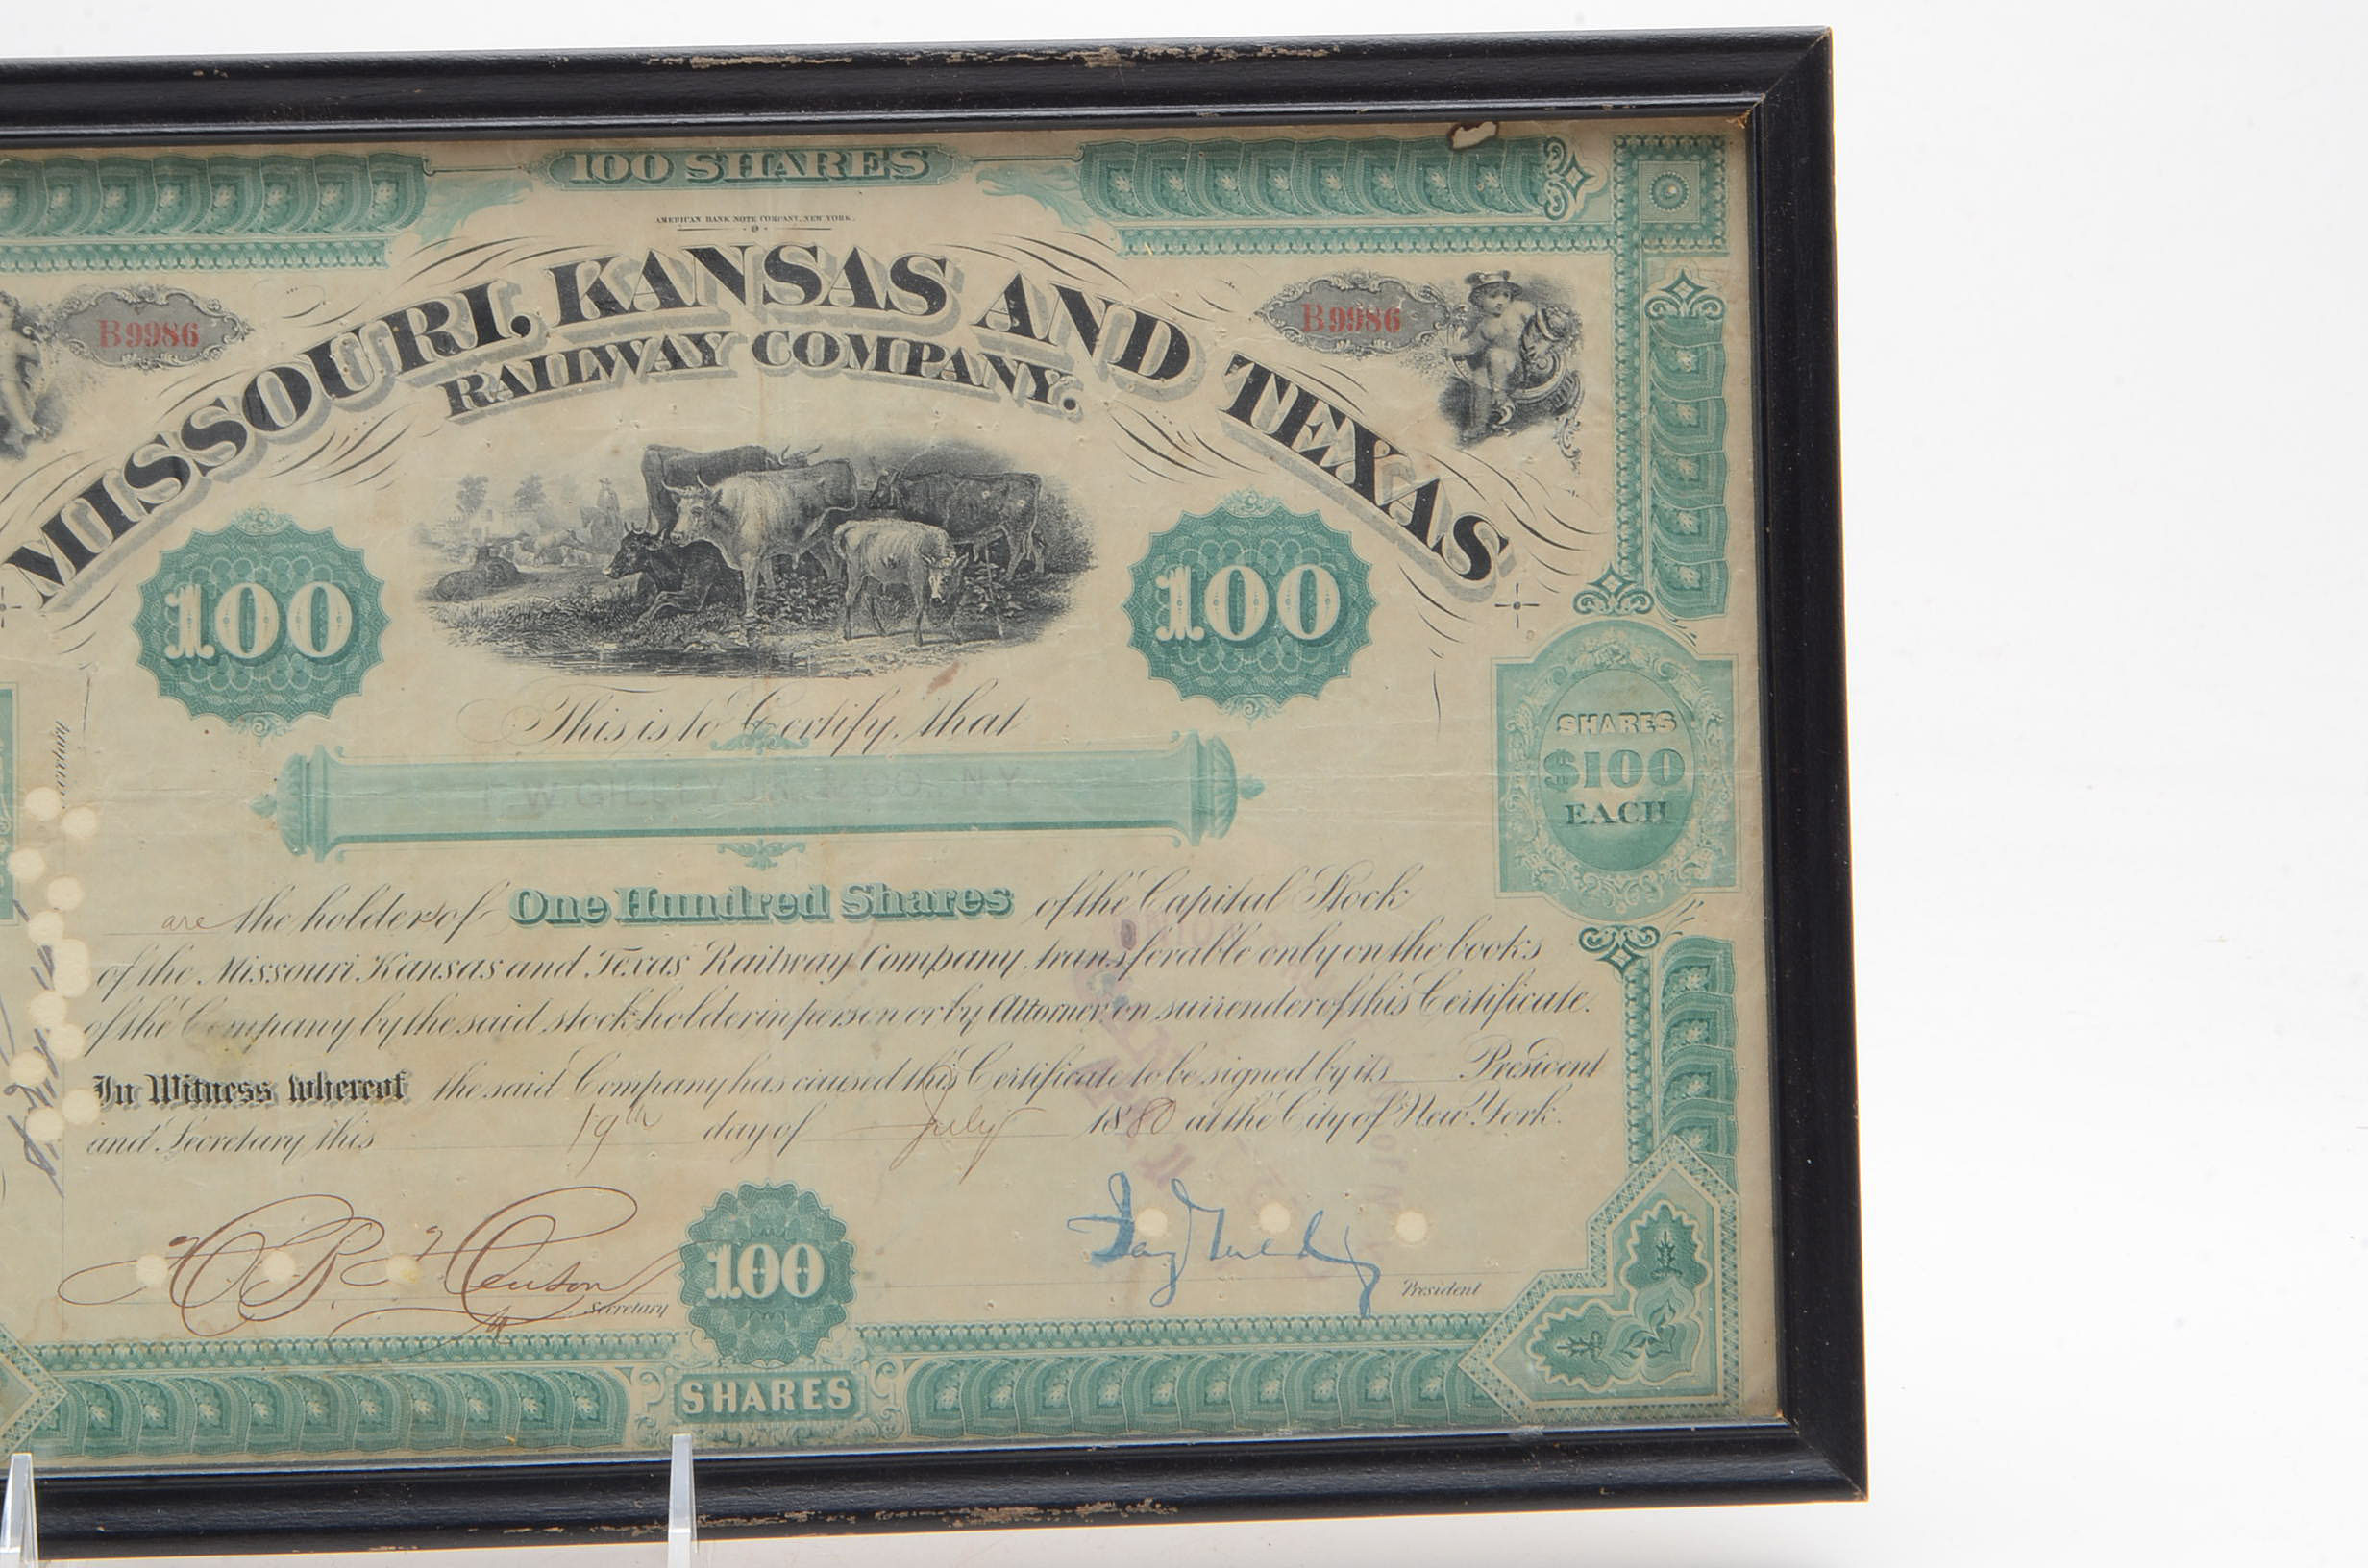 100 SHARES
AMERICAN BANK NOTE COMPANY, NEW YORK.
B9986
B9986
MISSOURI, KANSAS AND TEXAS
RAILWAY COMPANY.
100
100
This is to Certify, that
W. GILLEY JR. & CO., N.Y.
SHARES
$100
EACH
are the holders of One Hundred Shares of the Capital Stock
of the Missouri Kansas and Texas Railway Company, transferable only on the books
of the Company by the said stockholder in person or by Attorney on surrender of this Certificate.
In Witness whereof the said Company has caused this Certificate to be signed by its President
and Secretary this 19th day of July 1880 at the City of New York.
Secretary
100
President
SHARES